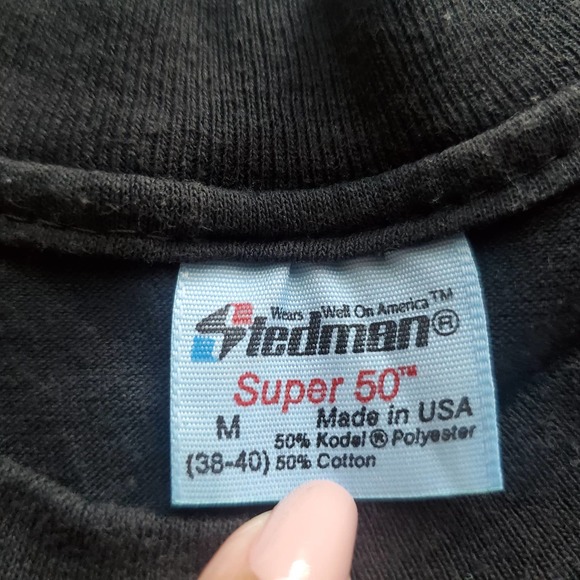 Wears Well On America™
Stedman®
Super 50™
M Made in USA
50% Kodel® Polyester
(38-40) 50% Cotton